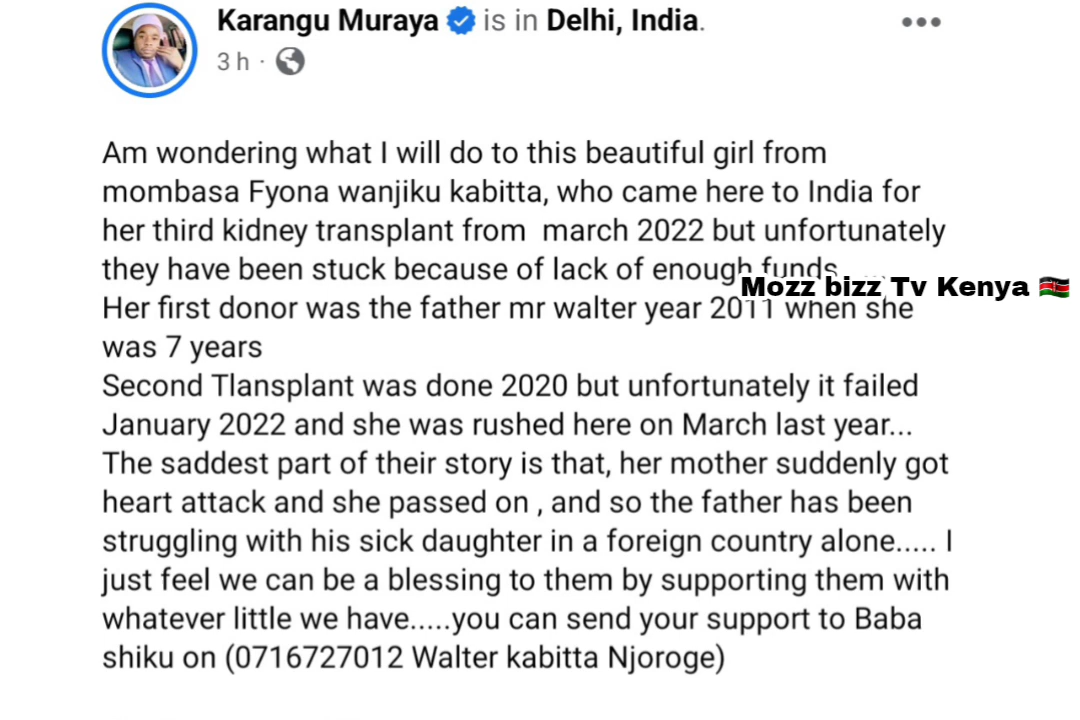 Karangu Muraya is in Delhi, India.
3 h ·
Am wondering what I will do to this beautiful girl from
mombasa Fyona wanjiku kabitta, who came here to India for
her third kidney transplant from march 2022 but unfortunately
they have been stuck because of lack of enough funds
Mozz bizz Tv Kenya 🇰🇪
Her first donor was the father mr walter year 2011 when she
was 7 years
Second Tlansplant was done 2020 but unfortunately it failed
January 2022 and she was rushed here on March last year...
The saddest part of their story is that, her mother suddenly got
heart attack and she passed on , and so the father has been
struggling with his sick daughter in a foreign country alone..... I
just feel we can be a blessing to them by supporting them with
whatever little we have.....you can send your support to Baba
shiku on (0716727012 Walter kabitta Njoroge)